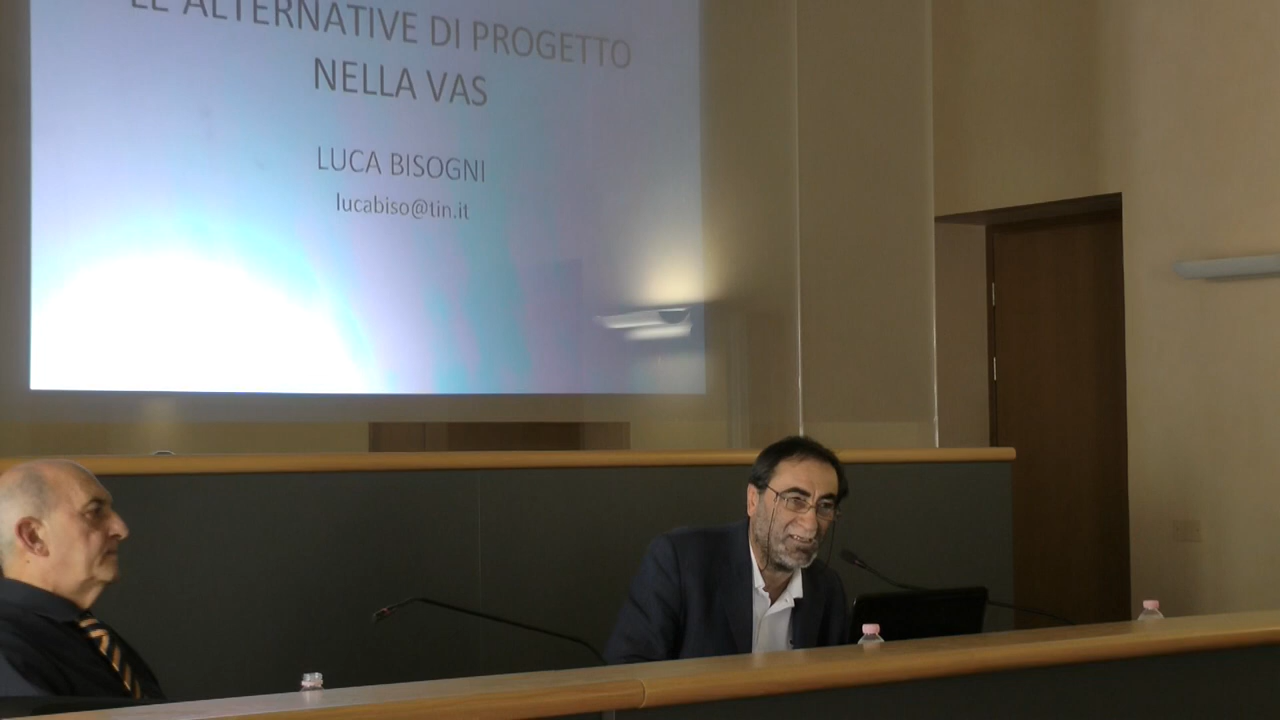 LE ALTERNATIVE DI PROGETTO
NELLA VAS
LUCA BISOGNI
lucabiso@tin.it